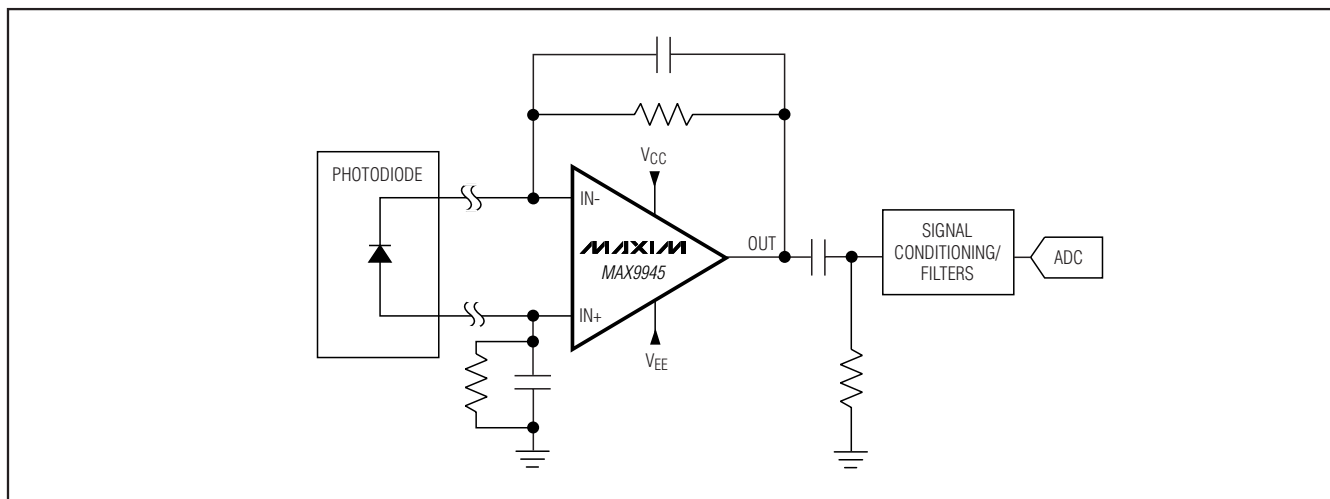 PHOTODIODE
IN-
IN+
VCC
VEE
MAXIM
MAX9945
OUT
SIGNAL
CONDITIONING/
FILTERS
ADC